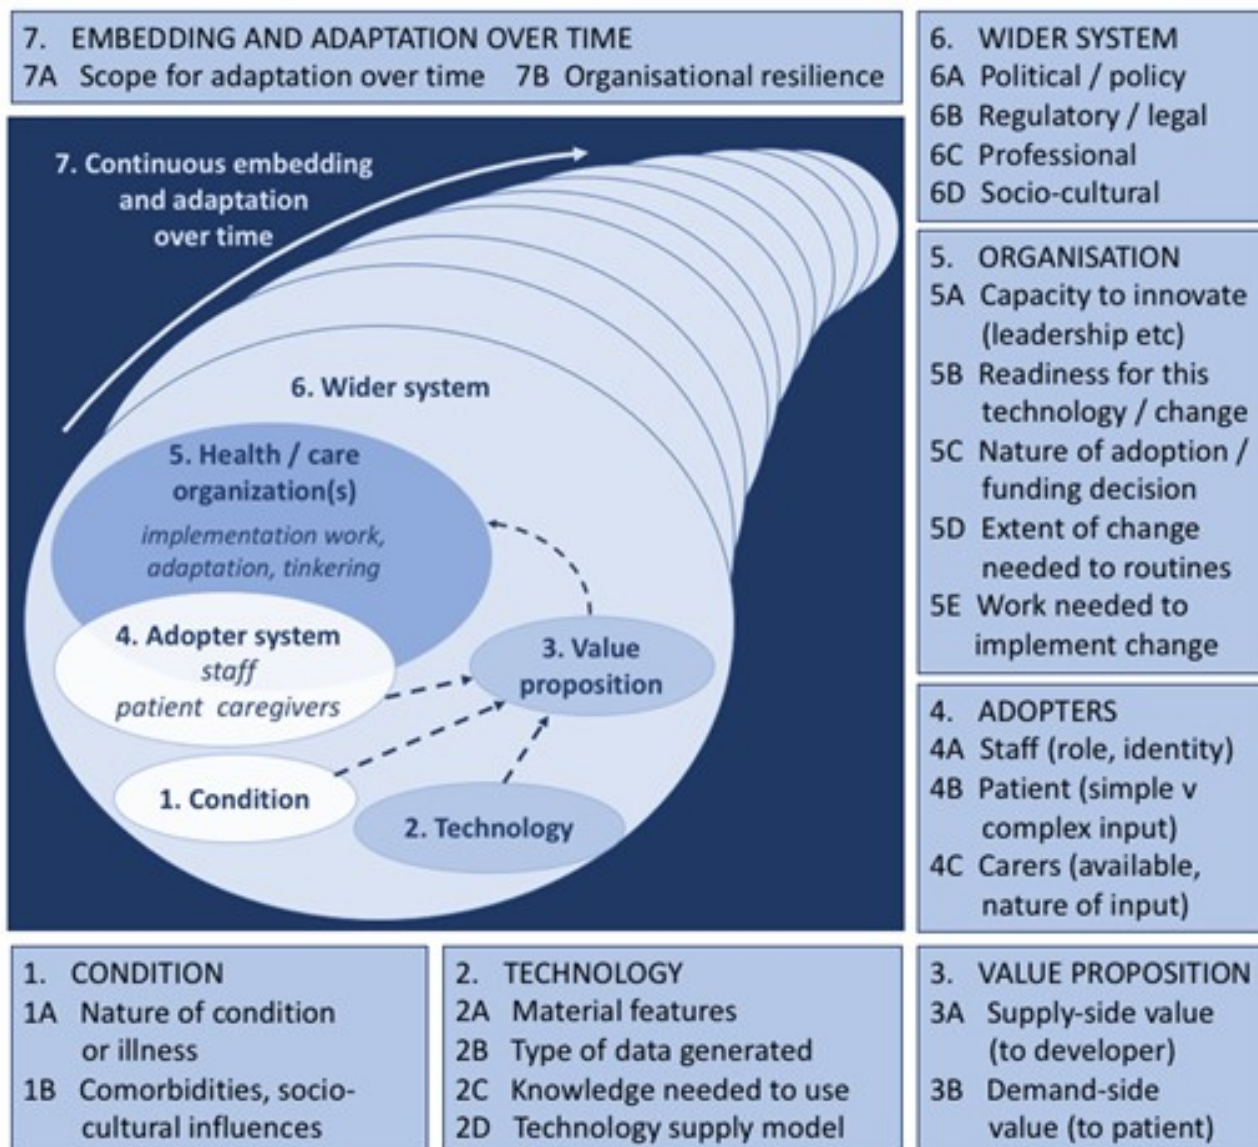 7. EMBEDDING AND ADAPTATION OVER TIME
7A Scope for adaptation over time 7B Organisational resilience
7. Continuous embedding
and adaptation
over time
6. Wider system
5. Health / care
organization(s)
implementation work,
adaptation, tinkering
4. Adopter system
staff
patient caregivers
3. Value
proposition
1. Condition
2. Technology
6. WIDER SYSTEM
6A Political / policy
6B Regulatory / legal
6C Professional
6D Socio-cultural
5. ORGANISATION
5A Capacity to innovate
(leadership etc)
5B Readiness for this
technology / change
5C Nature of adoption /
funding decision
5D Extent of change
needed to routines
5E Work needed to
implement change
4. ADOPTERS
4A Staff (role, identity)
4B Patient (simple v
complex input)
4C Carers (available,
nature of input)
1. CONDITION
1A Nature of condition
or illness
1B Comorbidities, socio-
cultural influences
2. TECHNOLOGY
2A Material features
2B Type of data generated
2C Knowledge needed to use
2D Technology supply model
3. VALUE PROPOSITION
3A Supply-side value
(to developer)
3B Demand-side
value (to patient)